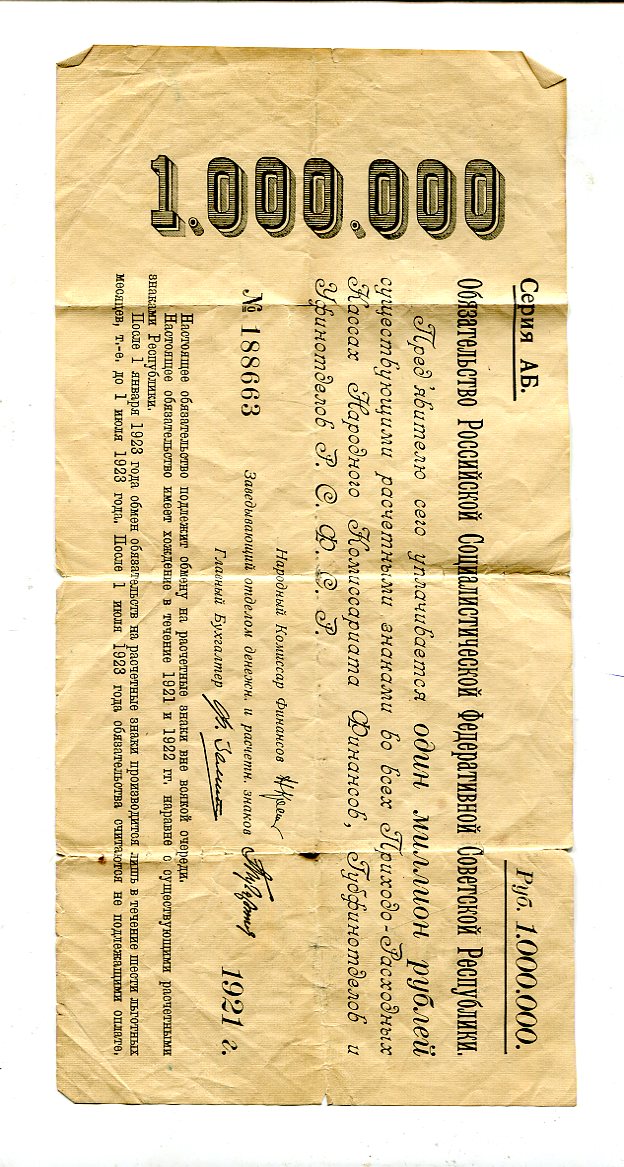 1.000.000
Серия АБ.
Руб. 1.000.000.
Обязательство Российской Социалистической Федеративной Советской Республики.
Пред'явителю сего уплачивается один миллион рублей
существующими расчетными знаками во всех Приходо-Расходных
Кассах Народного Комиссариата Финансов, Губфинотделов и
Уфинотделов Р. С. Ф. С. Р.
№ 188663
Народный Комиссар Финансов
Заведывающий отделом денежн. и расчетн. знаков
Главный Бухгалтер
1921 г.
Настоящее обязательство подлежит обмену на расчетные знаки вне всякой очереди.
Настоящее обязательство имеет хождение в течение 1921 и 1922 гг. наравне с существующими расчетными
знаками Республики.
После 1 января 1923 года обмен обязательств на расчетные знаки производится лишь в течение шести льготных
месяцев, т.-е. до 1 июля 1923 года. После 1 июля 1923 года обязательства считаются не подлежащими оплате.